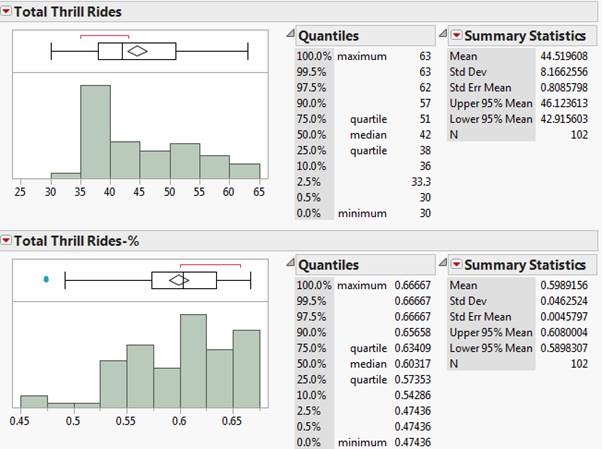 Total Thrill Rides
Quantiles
100.0% maximum 63
99.5% 63
97.5% 62
90.0% 57
75.0% quartile 51
50.0% median 42
25.0% quartile 38
10.0% 36
2.5% 33.3
0.5% 30
0.0% minimum 30
Summary Statistics
Mean 44.519608
Std Dev 8.1662556
Std Err Mean 0.8085798
Upper 95% Mean 46.123613
Lower 95% Mean 42.915603
N 102
25 30 35 40 45 50 55 60 65
Total Thrill Rides-%
Quantiles
100.0% maximum 0.66667
99.5% 0.66667
97.5% 0.66667
90.0% 0.65658
75.0% quartile 0.63409
50.0% median 0.60317
25.0% quartile 0.57353
10.0% 0.54286
2.5% 0.47436
0.5% 0.47436
0.0% minimum 0.47436
Summary Statistics
Mean 0.5989156
Std Dev 0.0462524
Std Err Mean 0.0045797
Upper 95% Mean 0.6080004
Lower 95% Mean 0.5898307
N 102
0.45 0.5 0.55 0.6 0.65